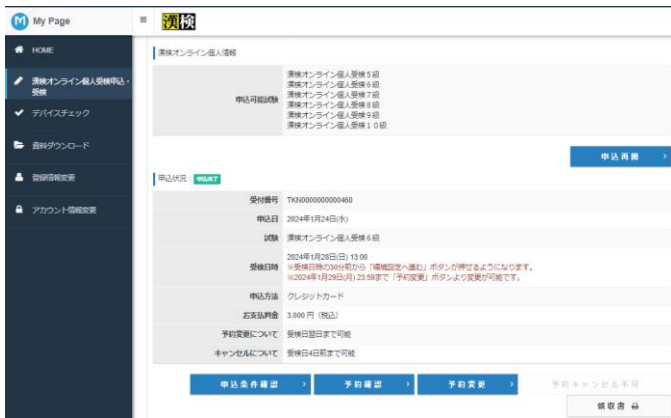 My Page
漢検
HOME
漢検オンライン個人受検申込・
受検
デバイスチェック
資料ダウンロード
登録情報変更
アカウント情報変更
漢検オンライン個人情報
申込可能試験
漢検オンライン個人受検5級
漢検オンライン個人受検6級
漢検オンライン個人受検7級
漢検オンライン個人受検8級
漢検オンライン個人受検9級
漢検オンライン個人受検10級
申込再開
申込状況: 申込完了
受付番号 TKN0000000000460
申込日 2024年1月24日(水)
試験 漢検オンライン個人受検6級
受検日時 2024年1月28日(日) 13:00
※受検日時の30分前から「環境設定へ進む」ボタンが押せるようになります。
※2024年1月29日(月) 23:59まで「予約変更」ボタンより変更が可能です。
申込方法 クレジットカード
お支払料金 3,000 円 (税込)
予約変更について 受検日翌日まで可能
キャンセルについて 受検日4日前まで可能
申込条件確認 予約確認 予約変更 予約キャンセル不可
領収書